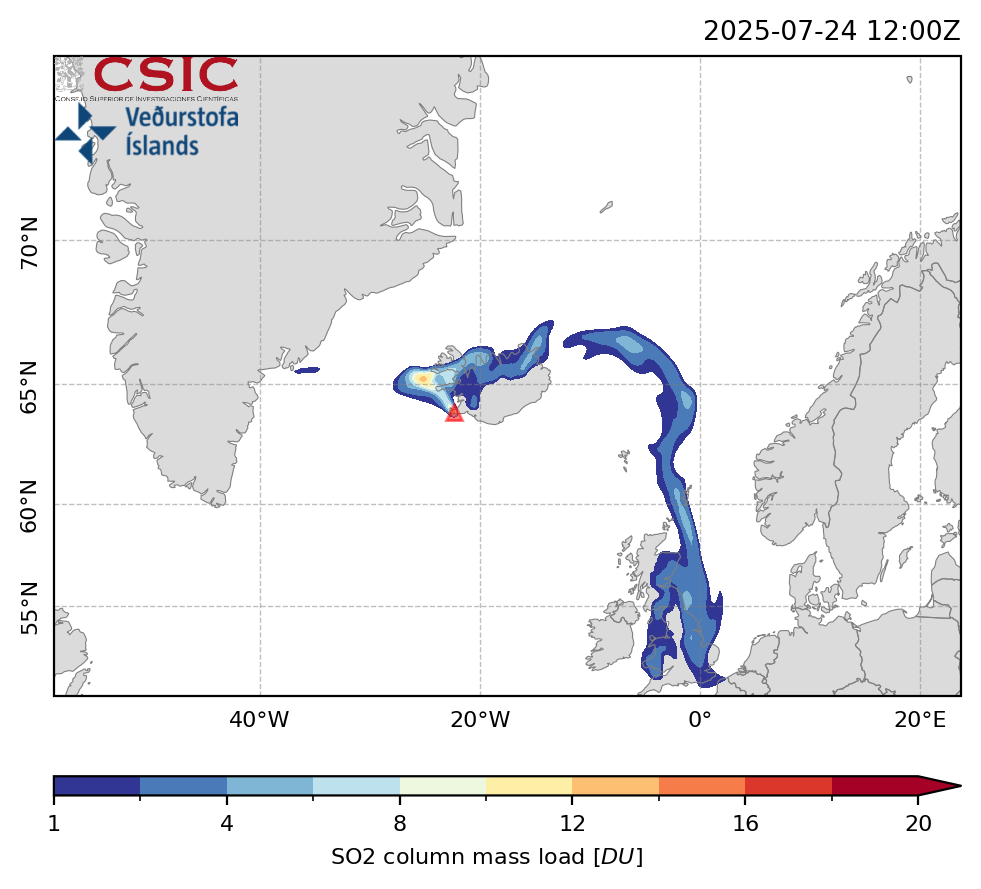 2025-07-24 12:00Z
CSIC
CONSEJO SUPERIOR DE INVESTIGACIONES CIENTÍFICAS
Veðurstofa
Íslands
70°N
65°N
60°N
55°N
40°W
20°W
0°
20°E
1
4
8
12
16
20
SO2 column mass load [DU]